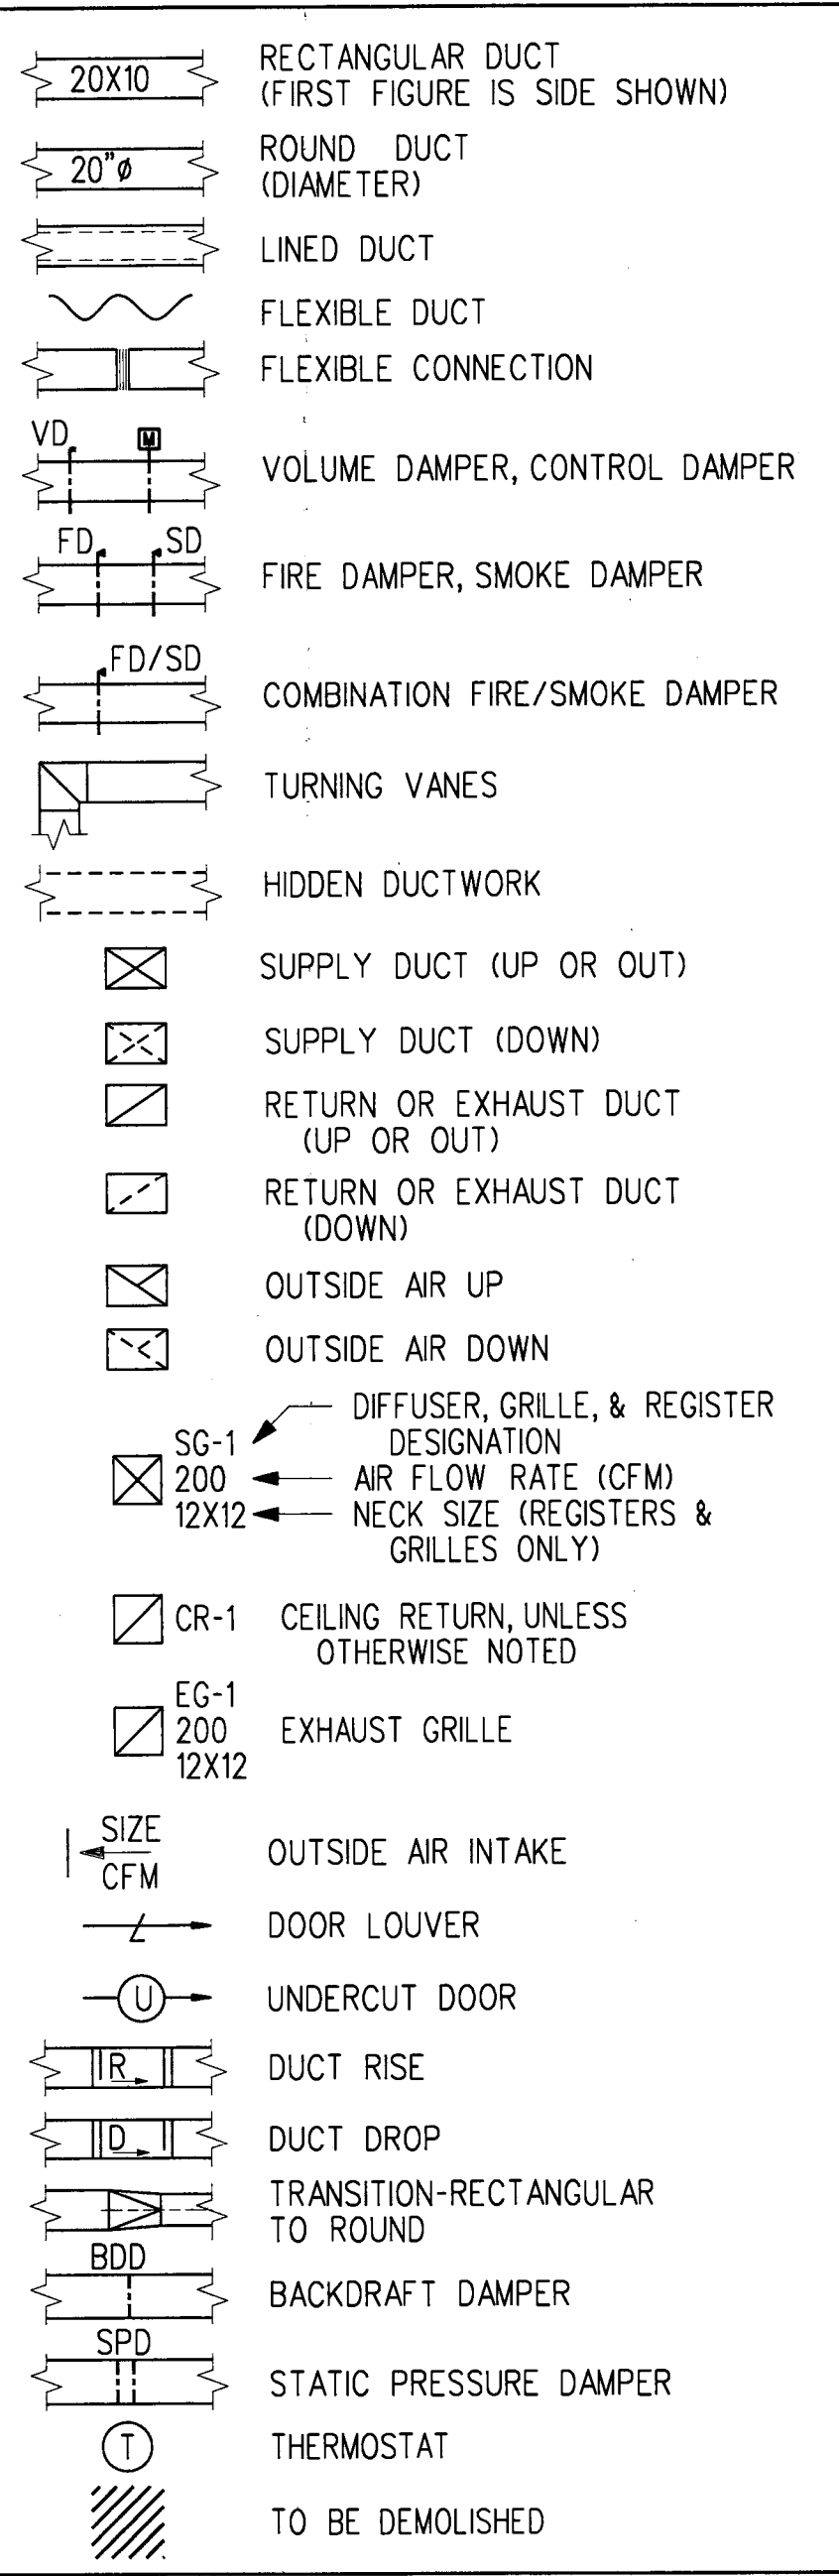 20X10
RECTANGULAR DUCT
(FIRST FIGURE IS SIDE SHOWN)
20"ø
ROUND DUCT
(DIAMETER)
LINED DUCT
FLEXIBLE DUCT
FLEXIBLE CONNECTION
VD M
VOLUME DAMPER, CONTROL DAMPER
FD SD
FIRE DAMPER, SMOKE DAMPER
FD/SD
COMBINATION FIRE/SMOKE DAMPER
TURNING VANES
HIDDEN DUCTWORK
SUPPLY DUCT (UP OR OUT)
SUPPLY DUCT (DOWN)
RETURN OR EXHAUST DUCT
(UP OR OUT)
RETURN OR EXHAUST DUCT
(DOWN)
OUTSIDE AIR UP
OUTSIDE AIR DOWN
DIFFUSER, GRILLE, & REGISTER
DESIGNATION
SG-1
200
AIR FLOW RATE (CFM)
12X12
NECK SIZE (REGISTERS &
GRILLES ONLY)
CR-1
CEILING RETURN, UNLESS
OTHERWISE NOTED
EG-1
200
12X12
EXHAUST GRILLE
SIZE
CFM
OUTSIDE AIR INTAKE
DOOR LOUVER
U
UNDERCUT DOOR
R
DUCT RISE
D
DUCT DROP
TRANSITION-RECTANGULAR
TO ROUND
BDD
BACKDRAFT DAMPER
SPD
STATIC PRESSURE DAMPER
T
THERMOSTAT
TO BE DEMOLISHED